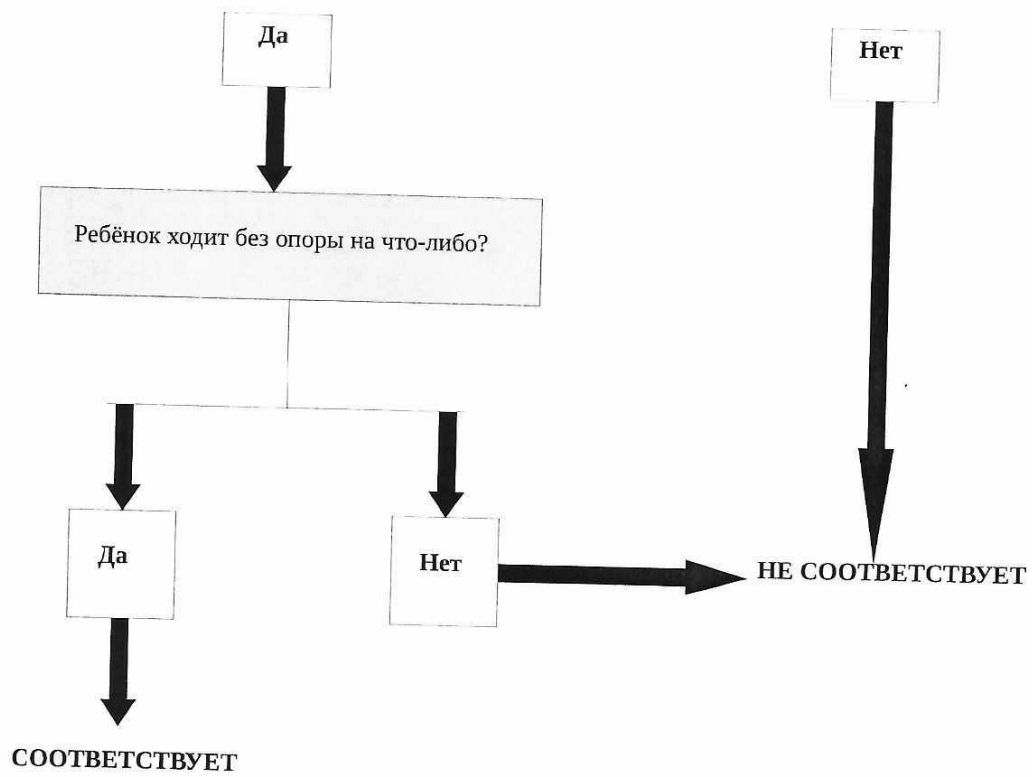 Да
Нет
Ребёнок ходит без опоры на что-либо?
Да
Нет
НЕ СООТВЕТСТВУЕТ
СООТВЕТСТВУЕТ